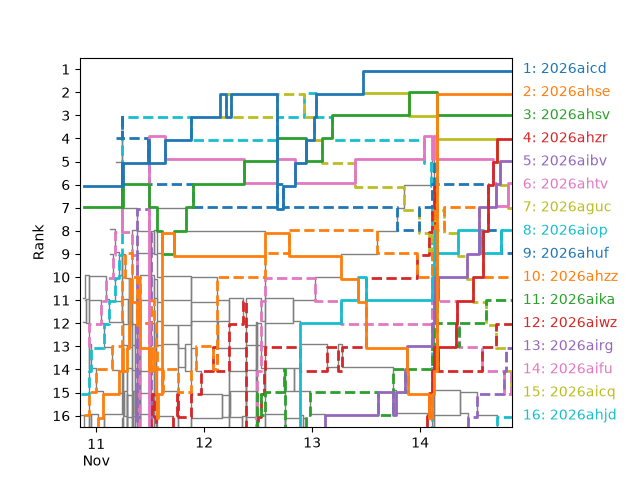 Rank
1
2
3
4
5
6
7
8
9
10
11
12
13
14
15
16
11
12
13
14
Nov
1: 2026aicd
2: 2026ahse
3: 2026ahsv
4: 2026ahzr
5: 2026aibv
6: 2026ahtv
7: 2026aguc
8: 2026aiop
9: 2026ahuf
10: 2026ahzz
11: 2026aika
12: 2026aiwz
13: 2026airg
14: 2026aifu
15: 2026aicq
16: 2026ahjd